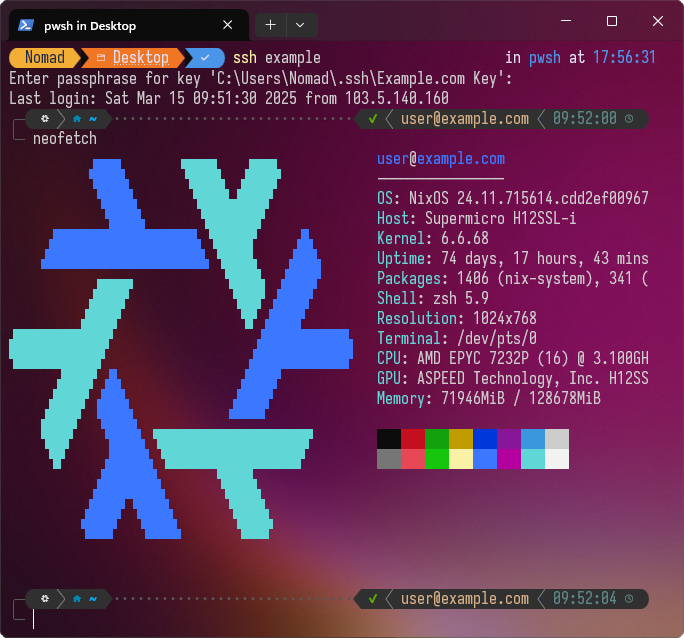 pwsh in Desktop
Nomad Desktop ssh example in pwsh at 17:56:31
Enter passphrase for key 'C:\Users\Nomad\.ssh\Example.com Key':
Last login: Sat Mar 15 09:51:30 2025 from 103.5.140.160
~ user@example.com 09:52:00
neofetch
user@example.com
OS: NixOS 24.11.715614.cdd2ef00967
Host: Supermicro H12SSL-i
Kernel: 6.6.68
Uptime: 74 days, 17 hours, 43 mins
Packages: 1406 (nix-system), 341 (
Shell: zsh 5.9
Resolution: 1024x768
Terminal: /dev/pts/0
CPU: AMD EPYC 7232P (16) @ 3.100GH
GPU: ASPEED Technology, Inc. H12SS
Memory: 71946MiB / 128678MiB
~ user@example.com 09:52:04